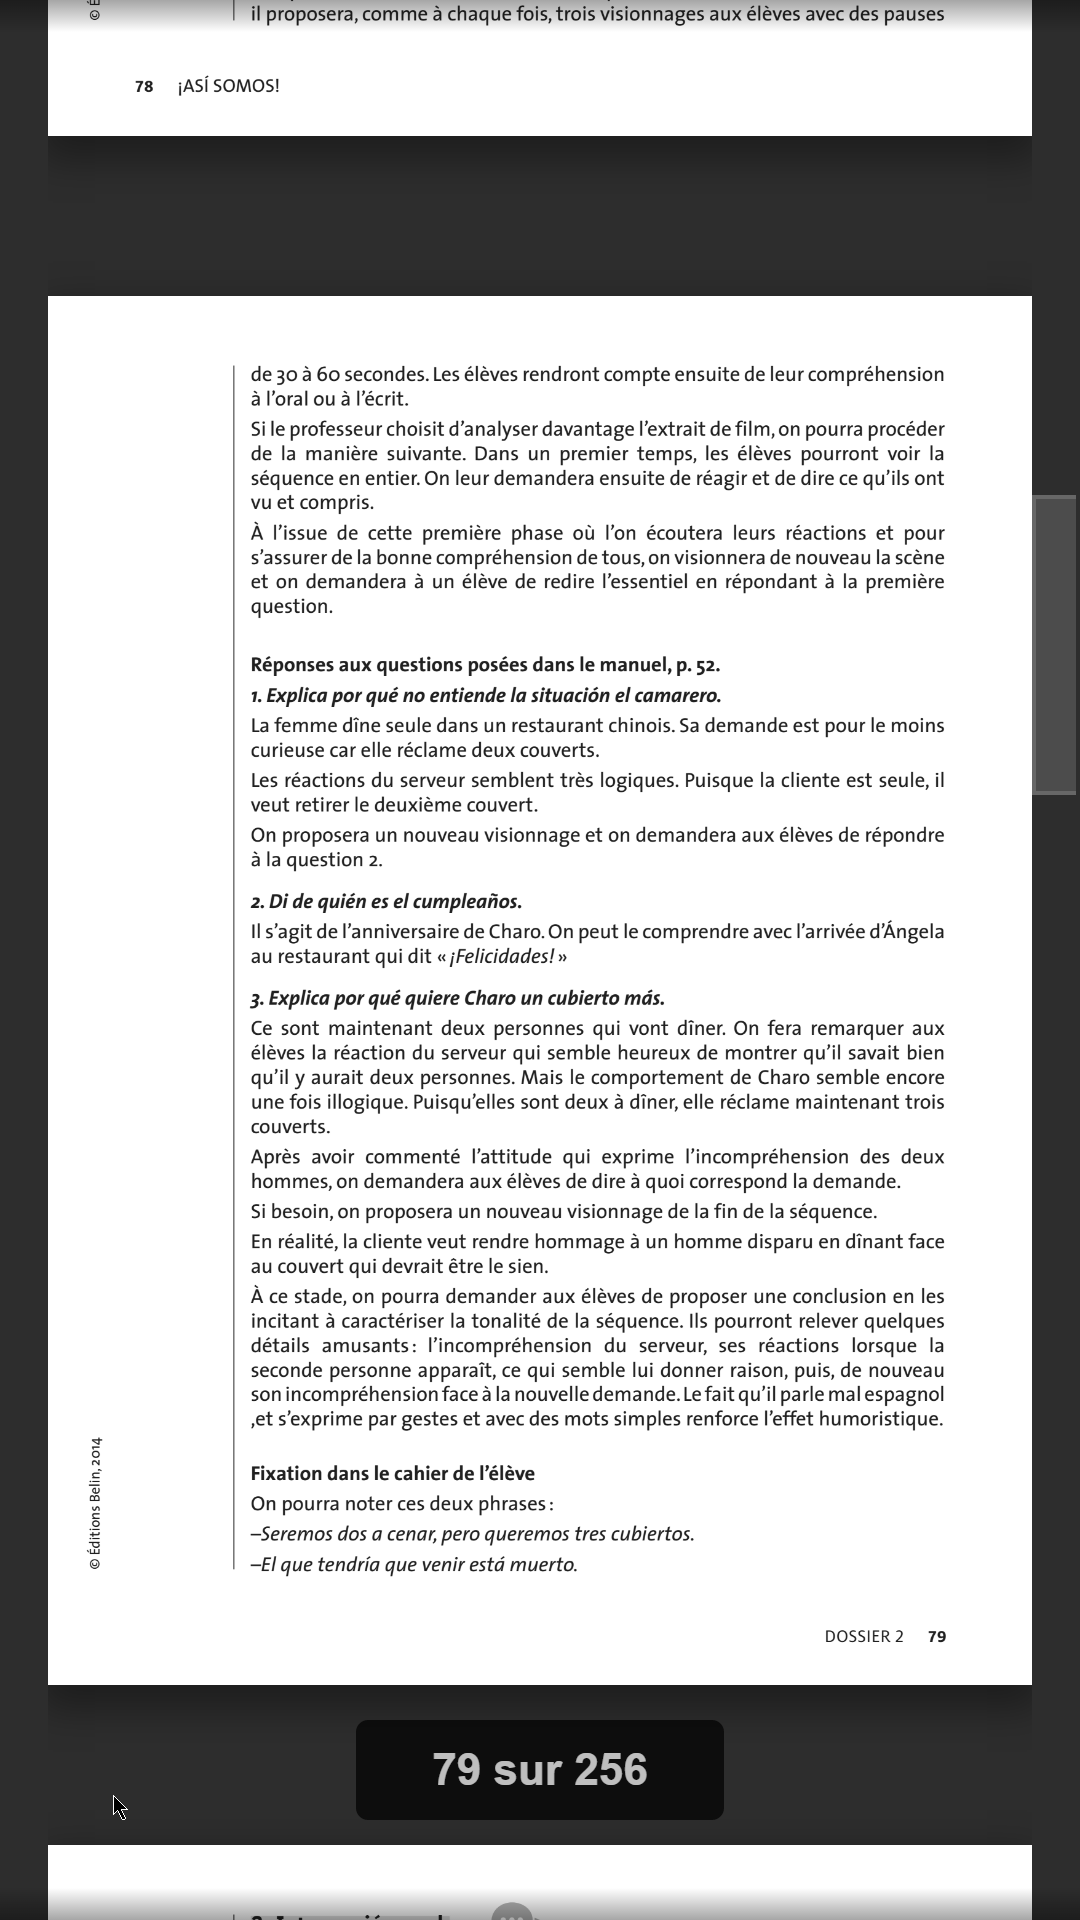 il proposera, comme à chaque fois, trois visionnages aux élèves avec des pauses
78 ¡ASÍ SOMOS!
de 30 à 60 secondes. Les élèves rendront compte ensuite de leur compréhension
à l’oral ou à l’écrit.
Si le professeur choisit d’analyser davantage l’extrait de film, on pourra procéder
de la manière suivante. Dans un premier temps, les élèves pourront voir la
séquence en entier. On leur demandera ensuite de réagir et de dire ce qu’ils ont
vu et compris.
À l’issue de cette première phase où l’on écoutera leurs réactions et pour
s’assurer de la bonne compréhension de tous, on visionnera de nouveau la scène
et on demandera à un élève de redire l’essentiel en répondant à la première
question.
Réponses aux questions posées dans le manuel, p. 52.
1. Explica por qué no entiende la situación el camarero.
La femme dîne seule dans un restaurant chinois. Sa demande est pour le moins
curieuse car elle réclame deux couverts.
Les réactions du serveur semblent très logiques. Puisque la cliente est seule, il
veut retirer le deuxième couvert.
On proposera un nouveau visionnage et on demandera aux élèves de répondre
à la question 2.
2. Di de quién es el cumpleaños.
Il s’agit de l’anniversaire de Charo. On peut le comprendre avec l’arrivée d’Ángela
au restaurant qui dit « ¡Felicidades! »
3. Explica por qué quiere Charo un cubierto más.
Ce sont maintenant deux personnes qui vont dîner. On fera remarquer aux
élèves la réaction du serveur qui semble heureux de montrer qu’il savait bien
qu’il y aurait deux personnes. Mais le comportement de Charo semble encore
une fois illogique. Puisqu’elles sont deux à dîner, elle réclame maintenant trois
couverts.
Après avoir commenté l’attitude qui exprime l’incompréhension des deux
hommes, on demandera aux élèves de dire à quoi correspond la demande.
Si besoin, on proposera un nouveau visionnage de la fin de la séquence.
En réalité, la cliente veut rendre hommage à un homme disparu en dînant face
au couvert qui devrait être le sien.
À ce stade, on pourra demander aux élèves de proposer une conclusion en les
incitant à caractériser la tonalité de la séquence. Ils pourront relever quelques
détails amusants : l’incompréhension du serveur, ses réactions lorsque la
seconde personne apparaît, ce qui semble lui donner raison, puis, de nouveau
son incompréhension face à la nouvelle demande. Le fait qu’il parle mal espagnol
,et s’exprime par gestes et avec des mots simples renforce l’effet humoristique.
Fixation dans le cahier de l’élève
On pourra noter ces deux phrases :
–Seremos dos a cenar, pero queremos tres cubiertos.
–El que tendría que venir está muerto.
© Éditions Belin, 2014
DOSSIER 2 79
79 sur 256